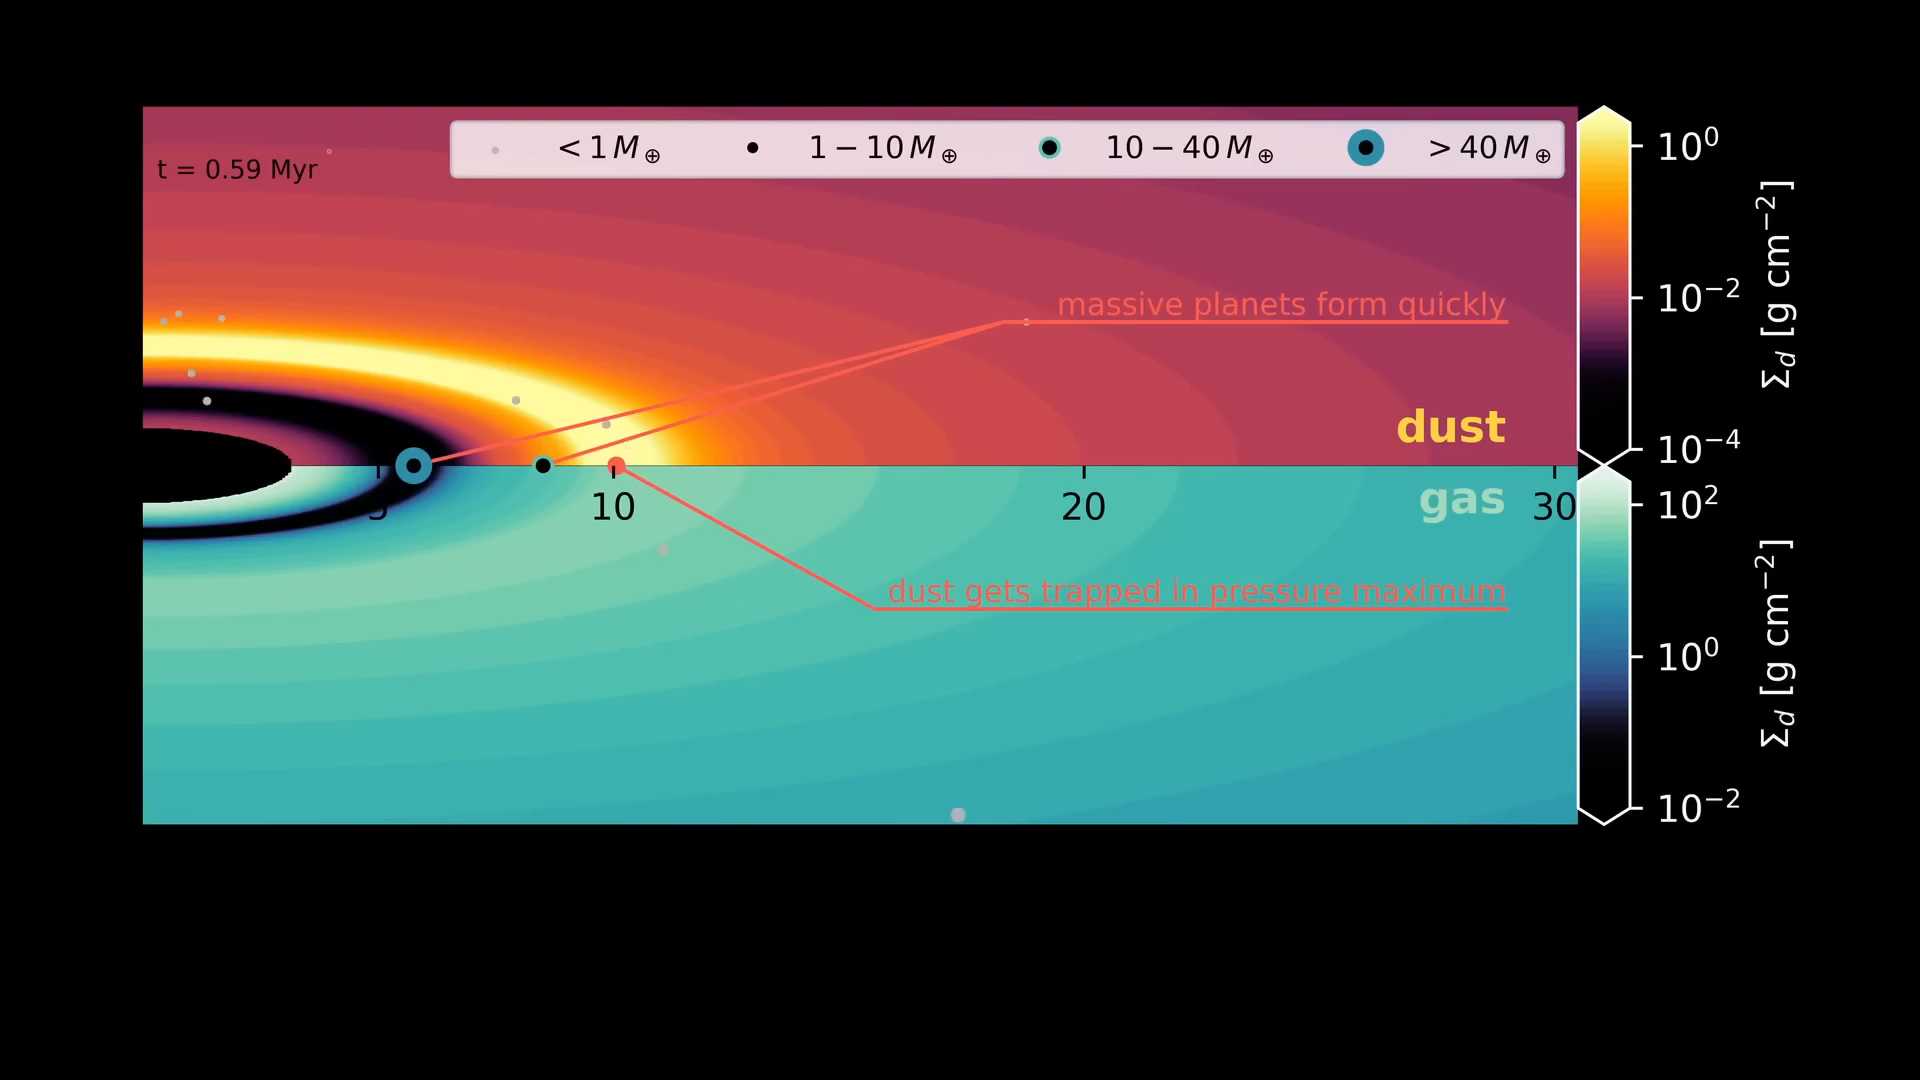 < 1 M⊕
1 − 10 M⊕
10 − 40 M⊕
> 40 M⊕
t = 0.59 Myr
massive planets form quickly
dust
gas
5
10
20
30
dust gets trapped in pressure maximum
10⁰
10⁻²
10⁻⁴
Σd [g cm⁻²]
10²
10⁰
10⁻²
Σd [g cm⁻²]